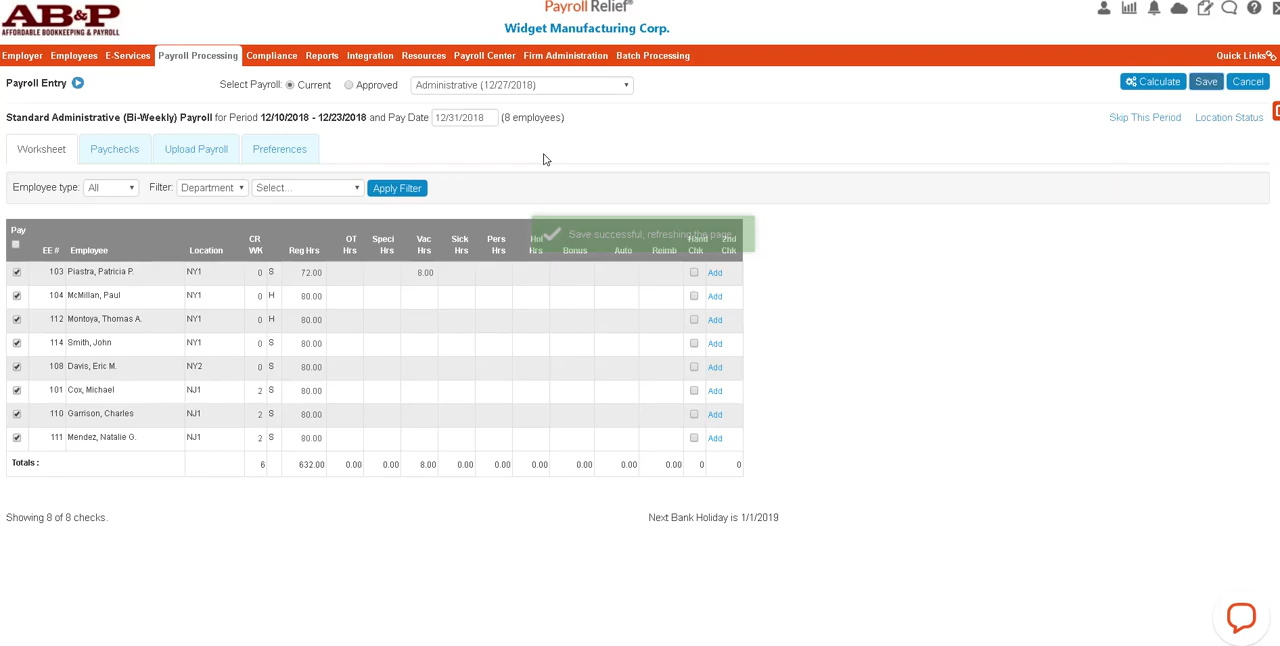 AB&P
AFFORDABLE BOOKKEEPING & PAYROLL
Payroll Relief
Widget Manufacturing Corp.
Employer Employees E-Services Payroll Processing Compliance Reports Integration Resources Payroll Center Firm Administration Batch Processing Quick Links
Payroll Entry Select Payroll: Current Approved Administrative (12/27/2018) Calculate Save Cancel
Standard Administrative (Bi-Weekly) Payroll for Period 12/10/2018 - 12/23/2018 and Pay Date 12/31/2018 (8 employees) Skip This Period Location Status
Worksheet Paychecks Upload Payroll Preferences
Employee type: All Filter: Department Select... Apply Filter
Save successful, refreshing the page
Pay EE # Employee Location CR WK Reg Hrs OT Hrs Speci Hrs Vac Hrs Sick Hrs Pers Hrs Hol Hrs Bonus Auto Reimb Hand Chk 2nd Chk
103 Piastra, Patricia P. NY1 0 S 72.00 8.00 Add
104 McMillan, Paul NY1 0 H 80.00 Add
112 Montoya, Thomas A. NY1 0 H 80.00 Add
114 Smith, John NY1 0 S 80.00 Add
108 Davis, Eric M. NY2 0 S 80.00 Add
101 Cox, Michael NJ1 2 S 80.00 Add
110 Garrison, Charles NJ1 2 S 80.00 Add
111 Mendez, Natalie G. NJ1 2 S 80.00 Add
Totals : 6 632.00 0.00 0.00 8.00 0.00 0.00 0.00 0.00 0.00 0.00 0 0
Showing 8 of 8 checks. Next Bank Holiday is 1/1/2019